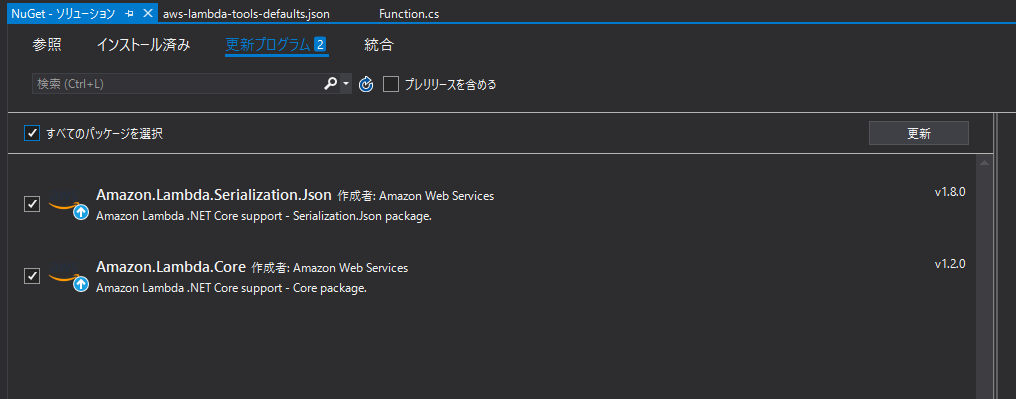 NuGet - ソリューション aws-lambda-tools-defaults.json Function.cs
参照 インストール済み 更新プログラム 2 統合
検索 (Ctrl+L) プレリリースを含める
すべてのパッケージを選択 更新
Amazon.Lambda.Serialization.Json 作成者: Amazon Web Services v1.8.0
Amazon Lambda .NET Core support - Serialization.Json package.
Amazon.Lambda.Core 作成者: Amazon Web Services v1.2.0
Amazon Lambda .NET Core support - Core package.